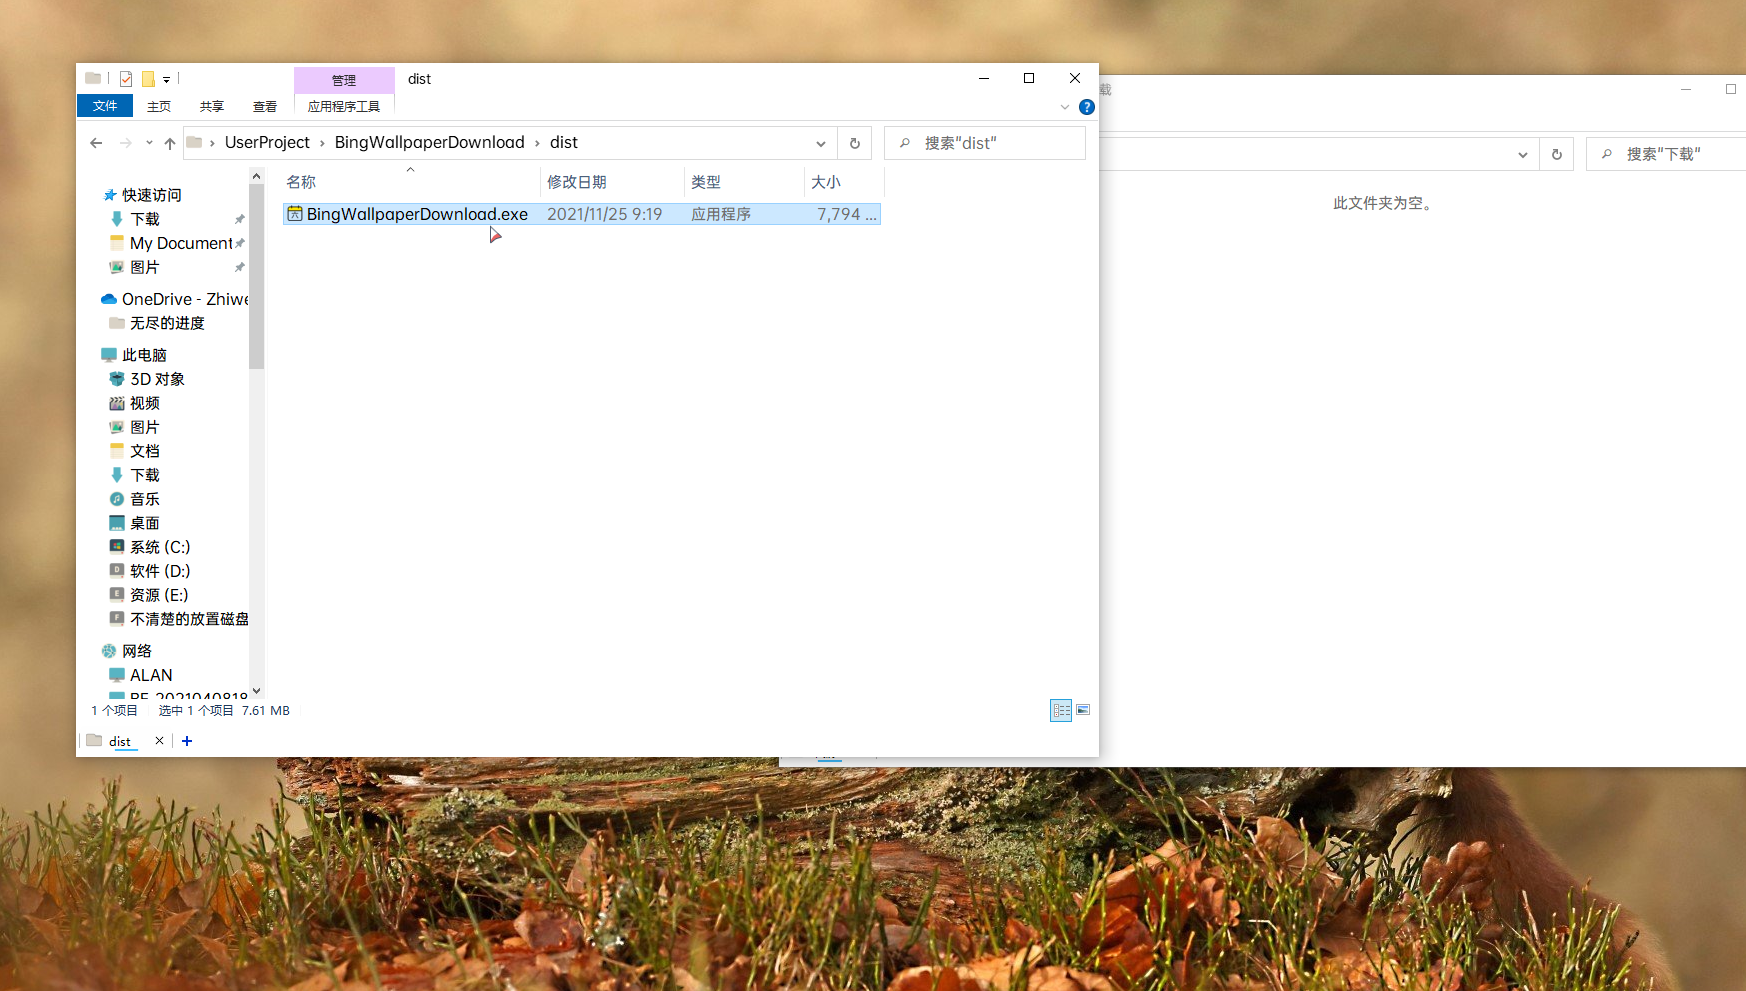 管理
dist
文件
主页
共享
查看
应用程序工具
UserProject › BingWallpaperDownload › dist
搜索"dist"
名称
修改日期
类型
大小
BingWallpaperDownload.exe
2021/11/25 9:19
应用程序
7,794 ...
快速访问
下载
My Document
图片
OneDrive - Zhiwe
无尽的进度
此电脑
3D 对象
视频
图片
文档
下载
音乐
桌面
系统 (C:)
软件 (D:)
资源 (E:)
不清楚的放置磁盘
网络
ALAN
1 个项目
选中 1 个项目 7.61 MB
dist
载
搜索"下载"
此文件夹为空。